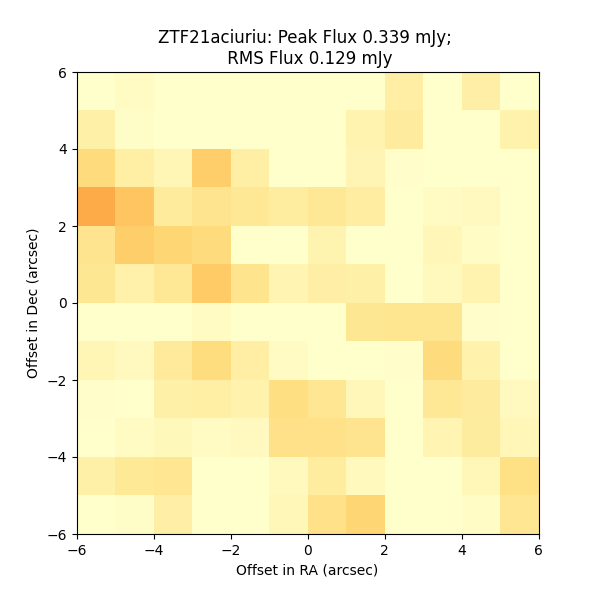 ZTF21aciuriu: Peak Flux 0.339 mJy;
RMS Flux 0.129 mJy
6
4
2
0
−2
−4
−6
Offset in Dec (arcsec)
−6 −4 −2 0 2 4 6
Offset in RA (arcsec)